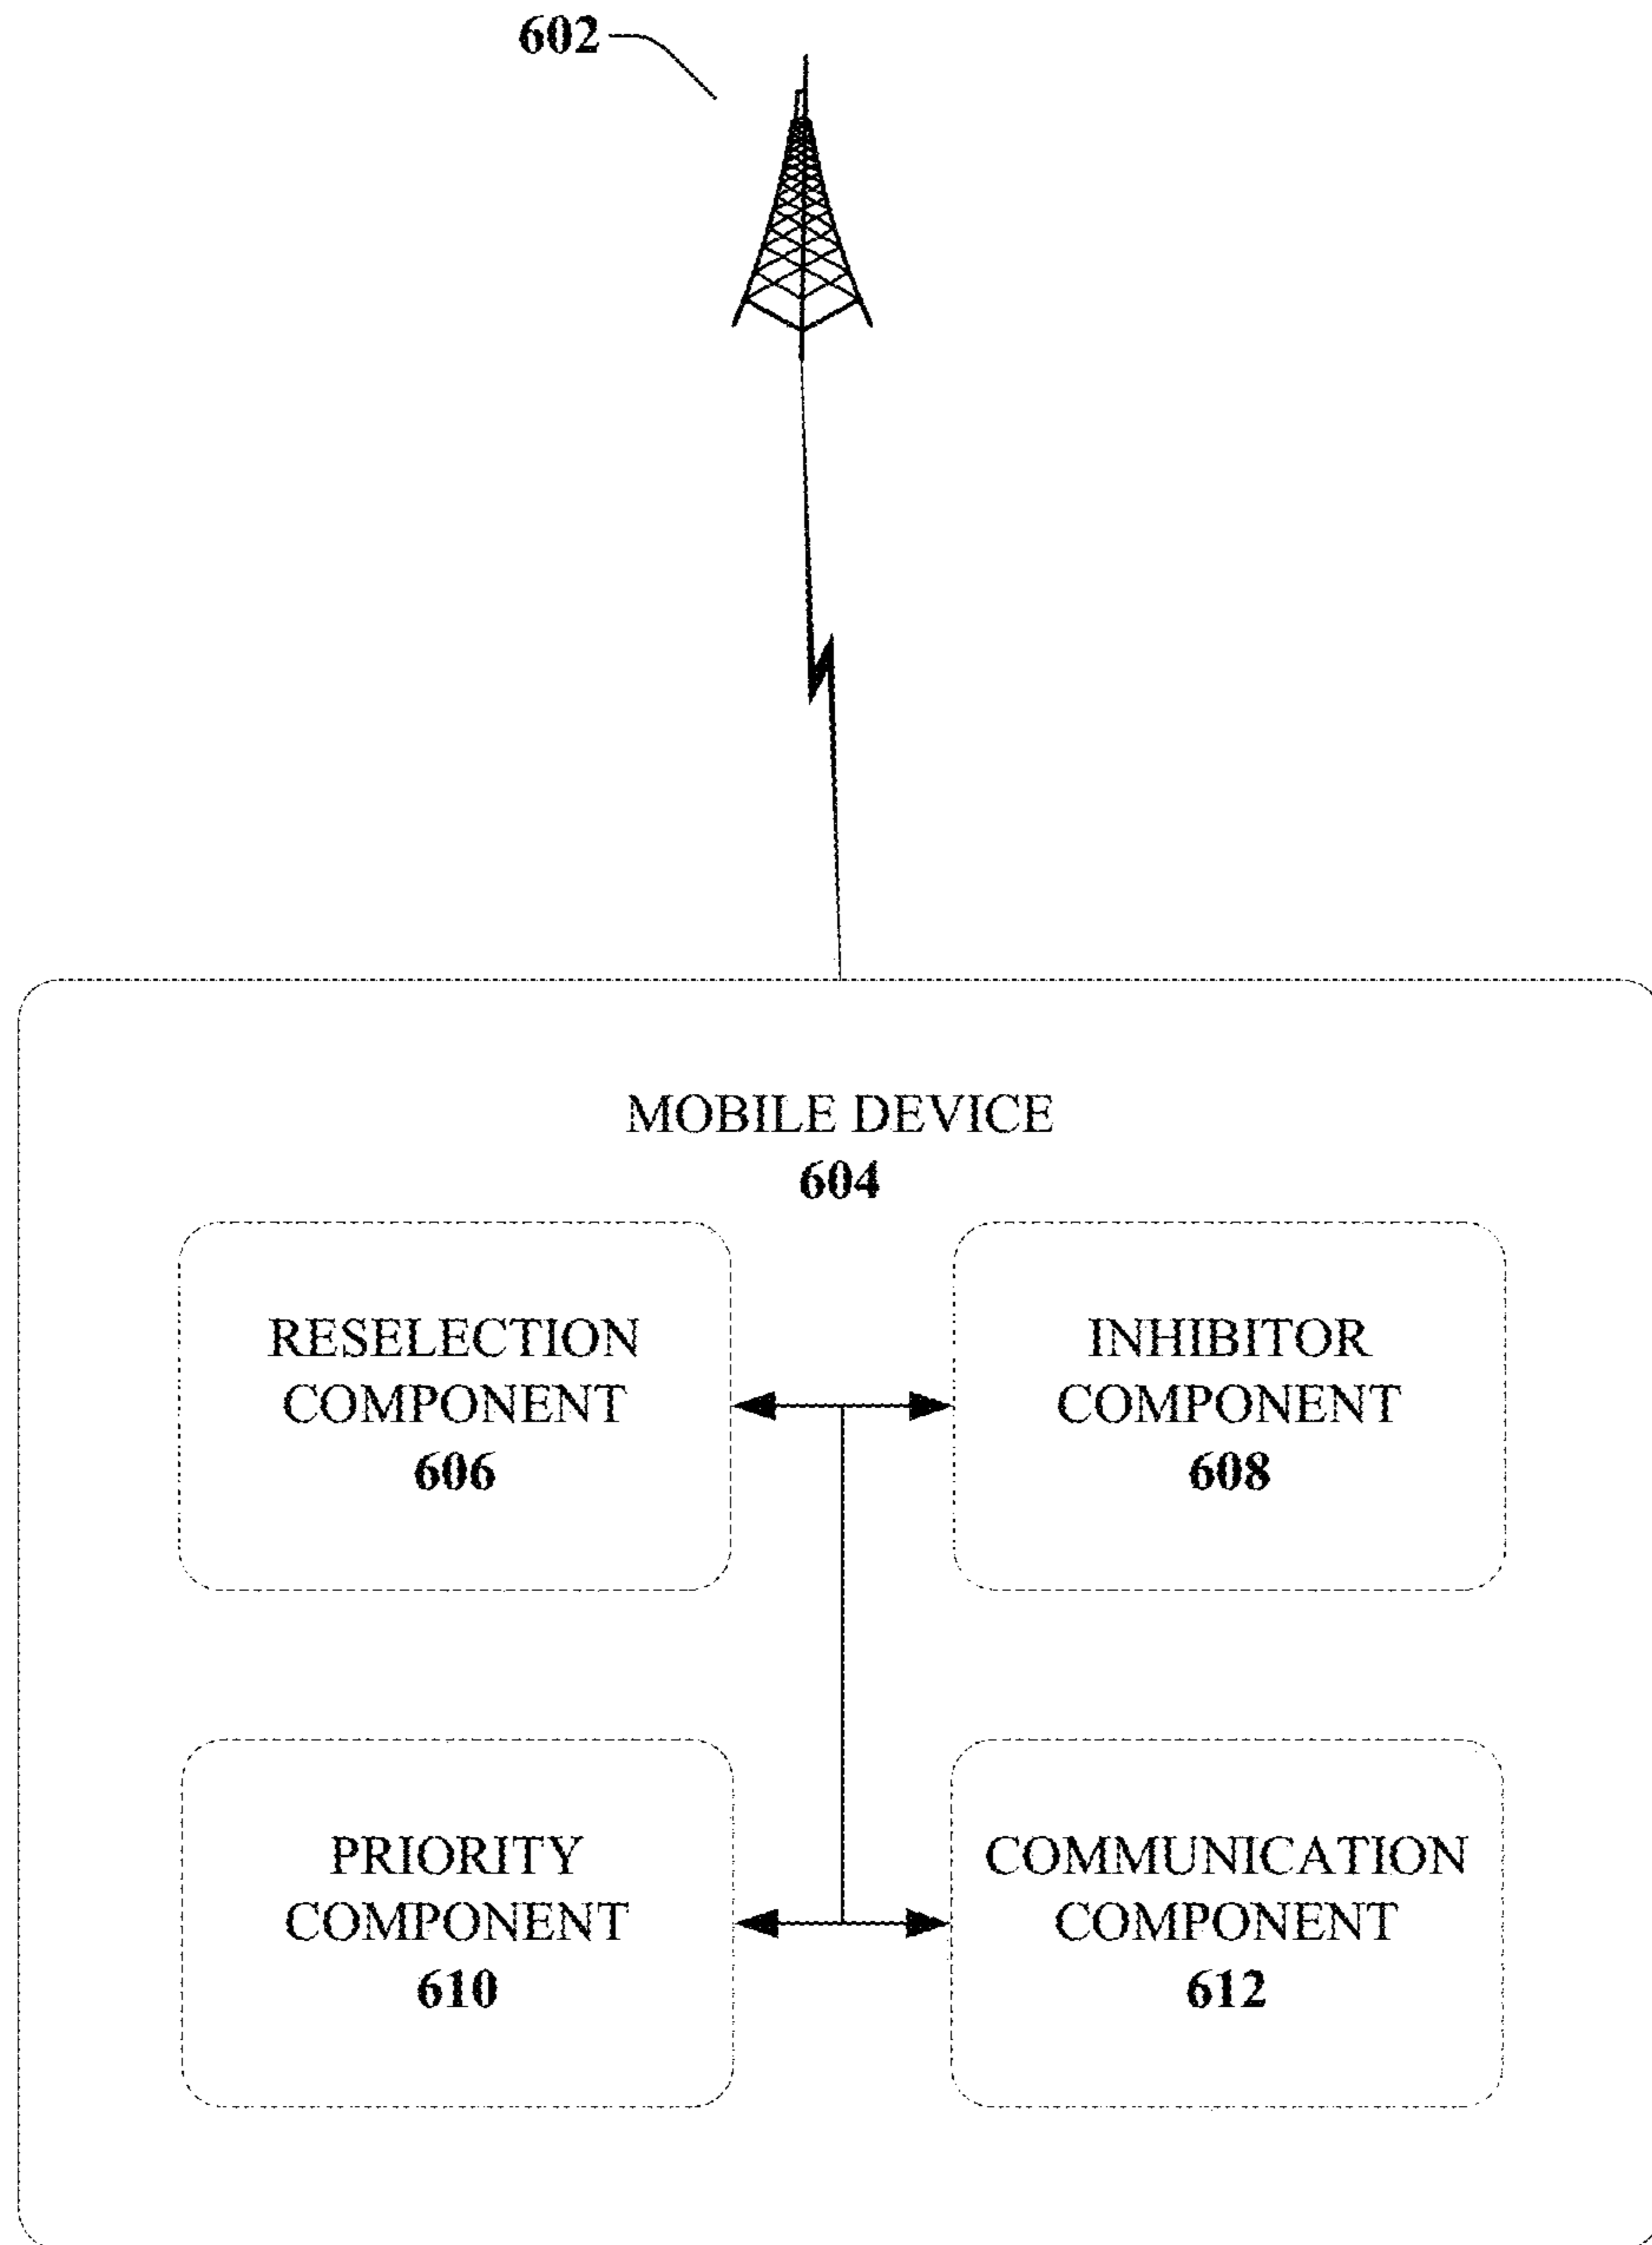 602
MOBILE DEVICE
604
RESELECTION
COMPONENT
606
INHIBITOR
COMPONENT
608
PRIORITY
COMPONENT
610
COMMUNICATION
COMPONENT
612